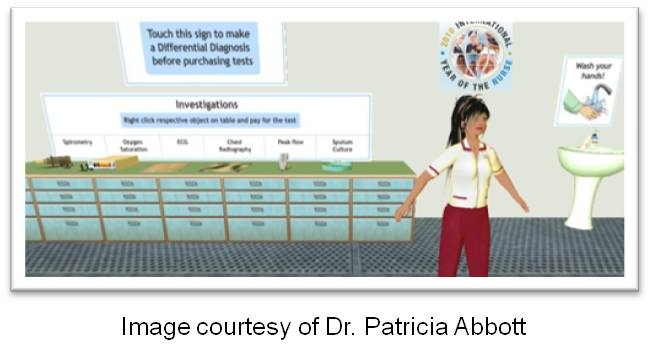 Touch this sign to make
a Differential Diagnosis
before purchasing tests
2010 INTERNATIONAL
YEAR OF THE NURSE
Wash your
hands!
Investigations
Right click respective object on table and pay for the test
Spirometry
Oxygen
Saturation
ECG
Chest
Radiography
Peak flow
Sputum
Culture
Image courtesy of Dr. Patricia Abbott